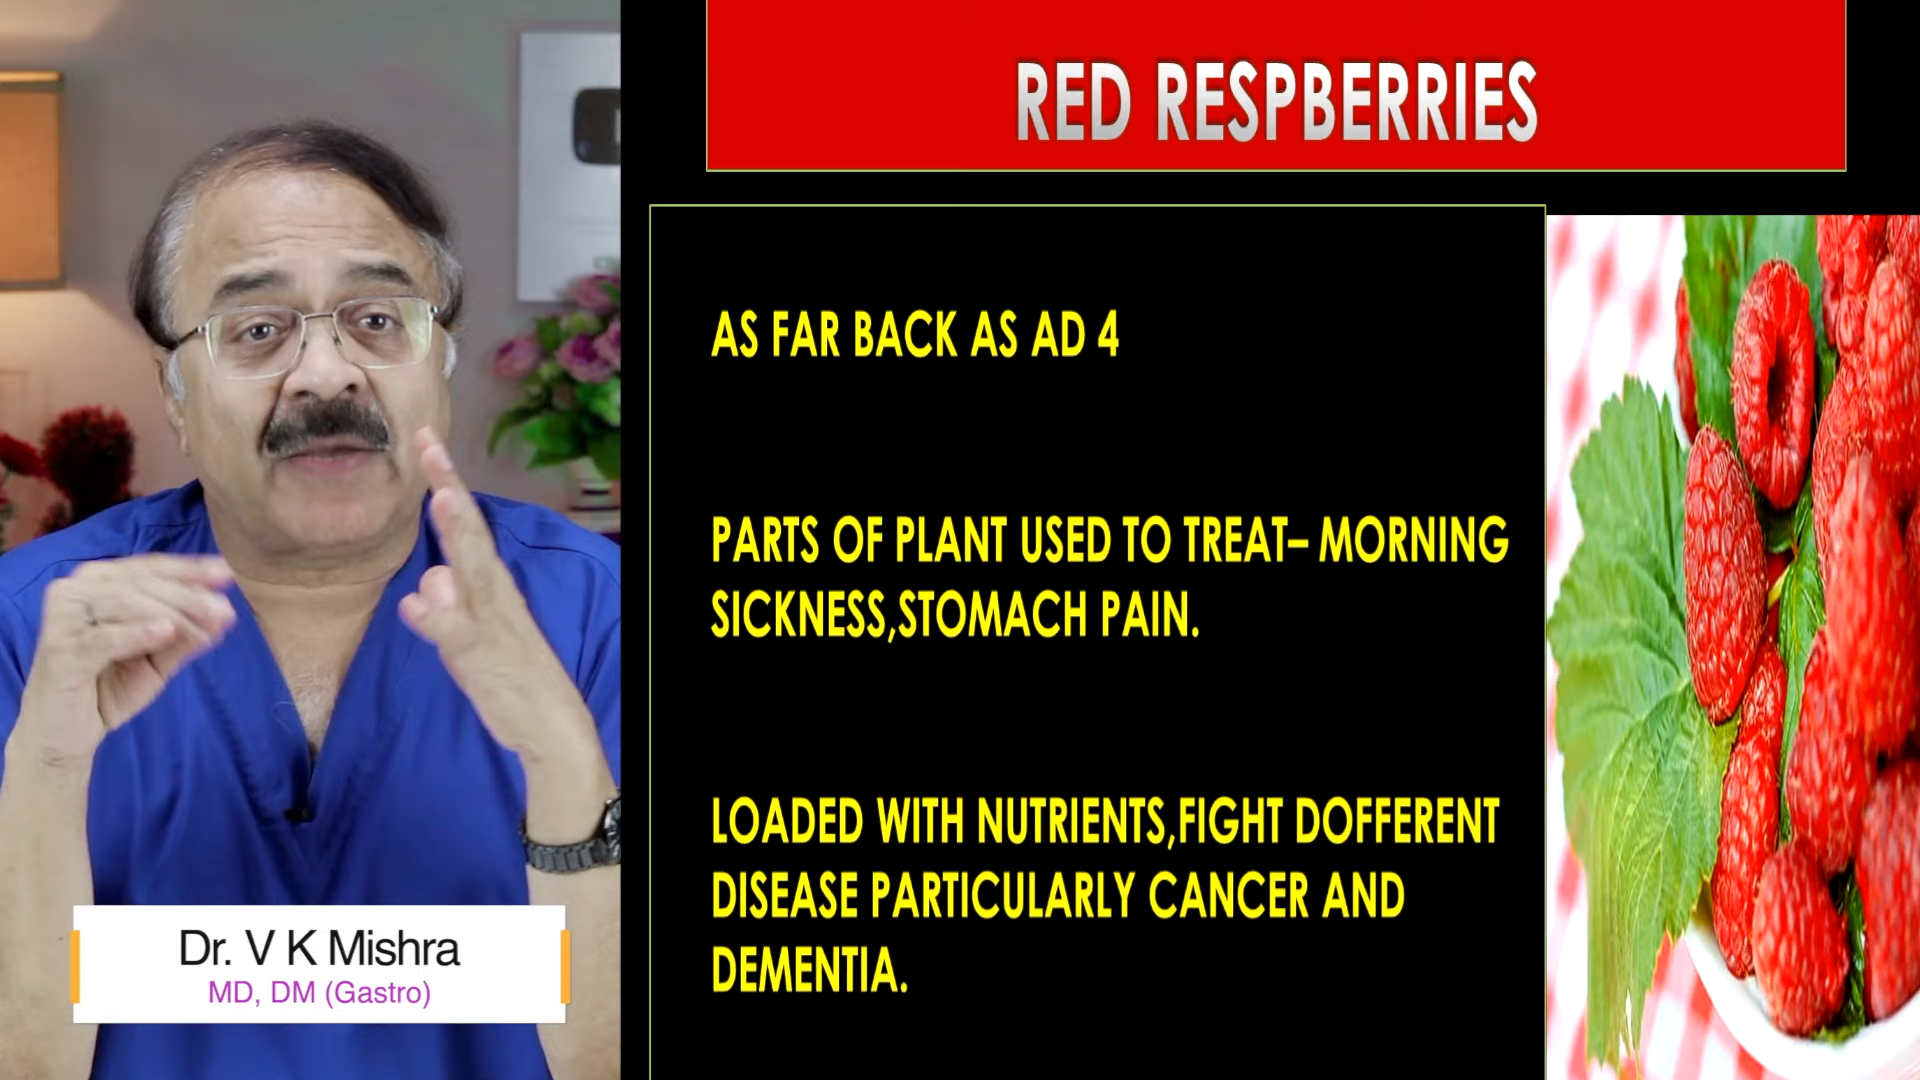 RED RESPBERRIES
AS FAR BACK AS AD 4
PARTS OF PLANT USED TO TREAT– MORNING
SICKNESS,STOMACH PAIN.
LOADED WITH NUTRIENTS,FIGHT DOFFERENT
DISEASE PARTICULARLY CANCER AND
DEMENTIA.
Dr. V K Mishra
MD, DM (Gastro)